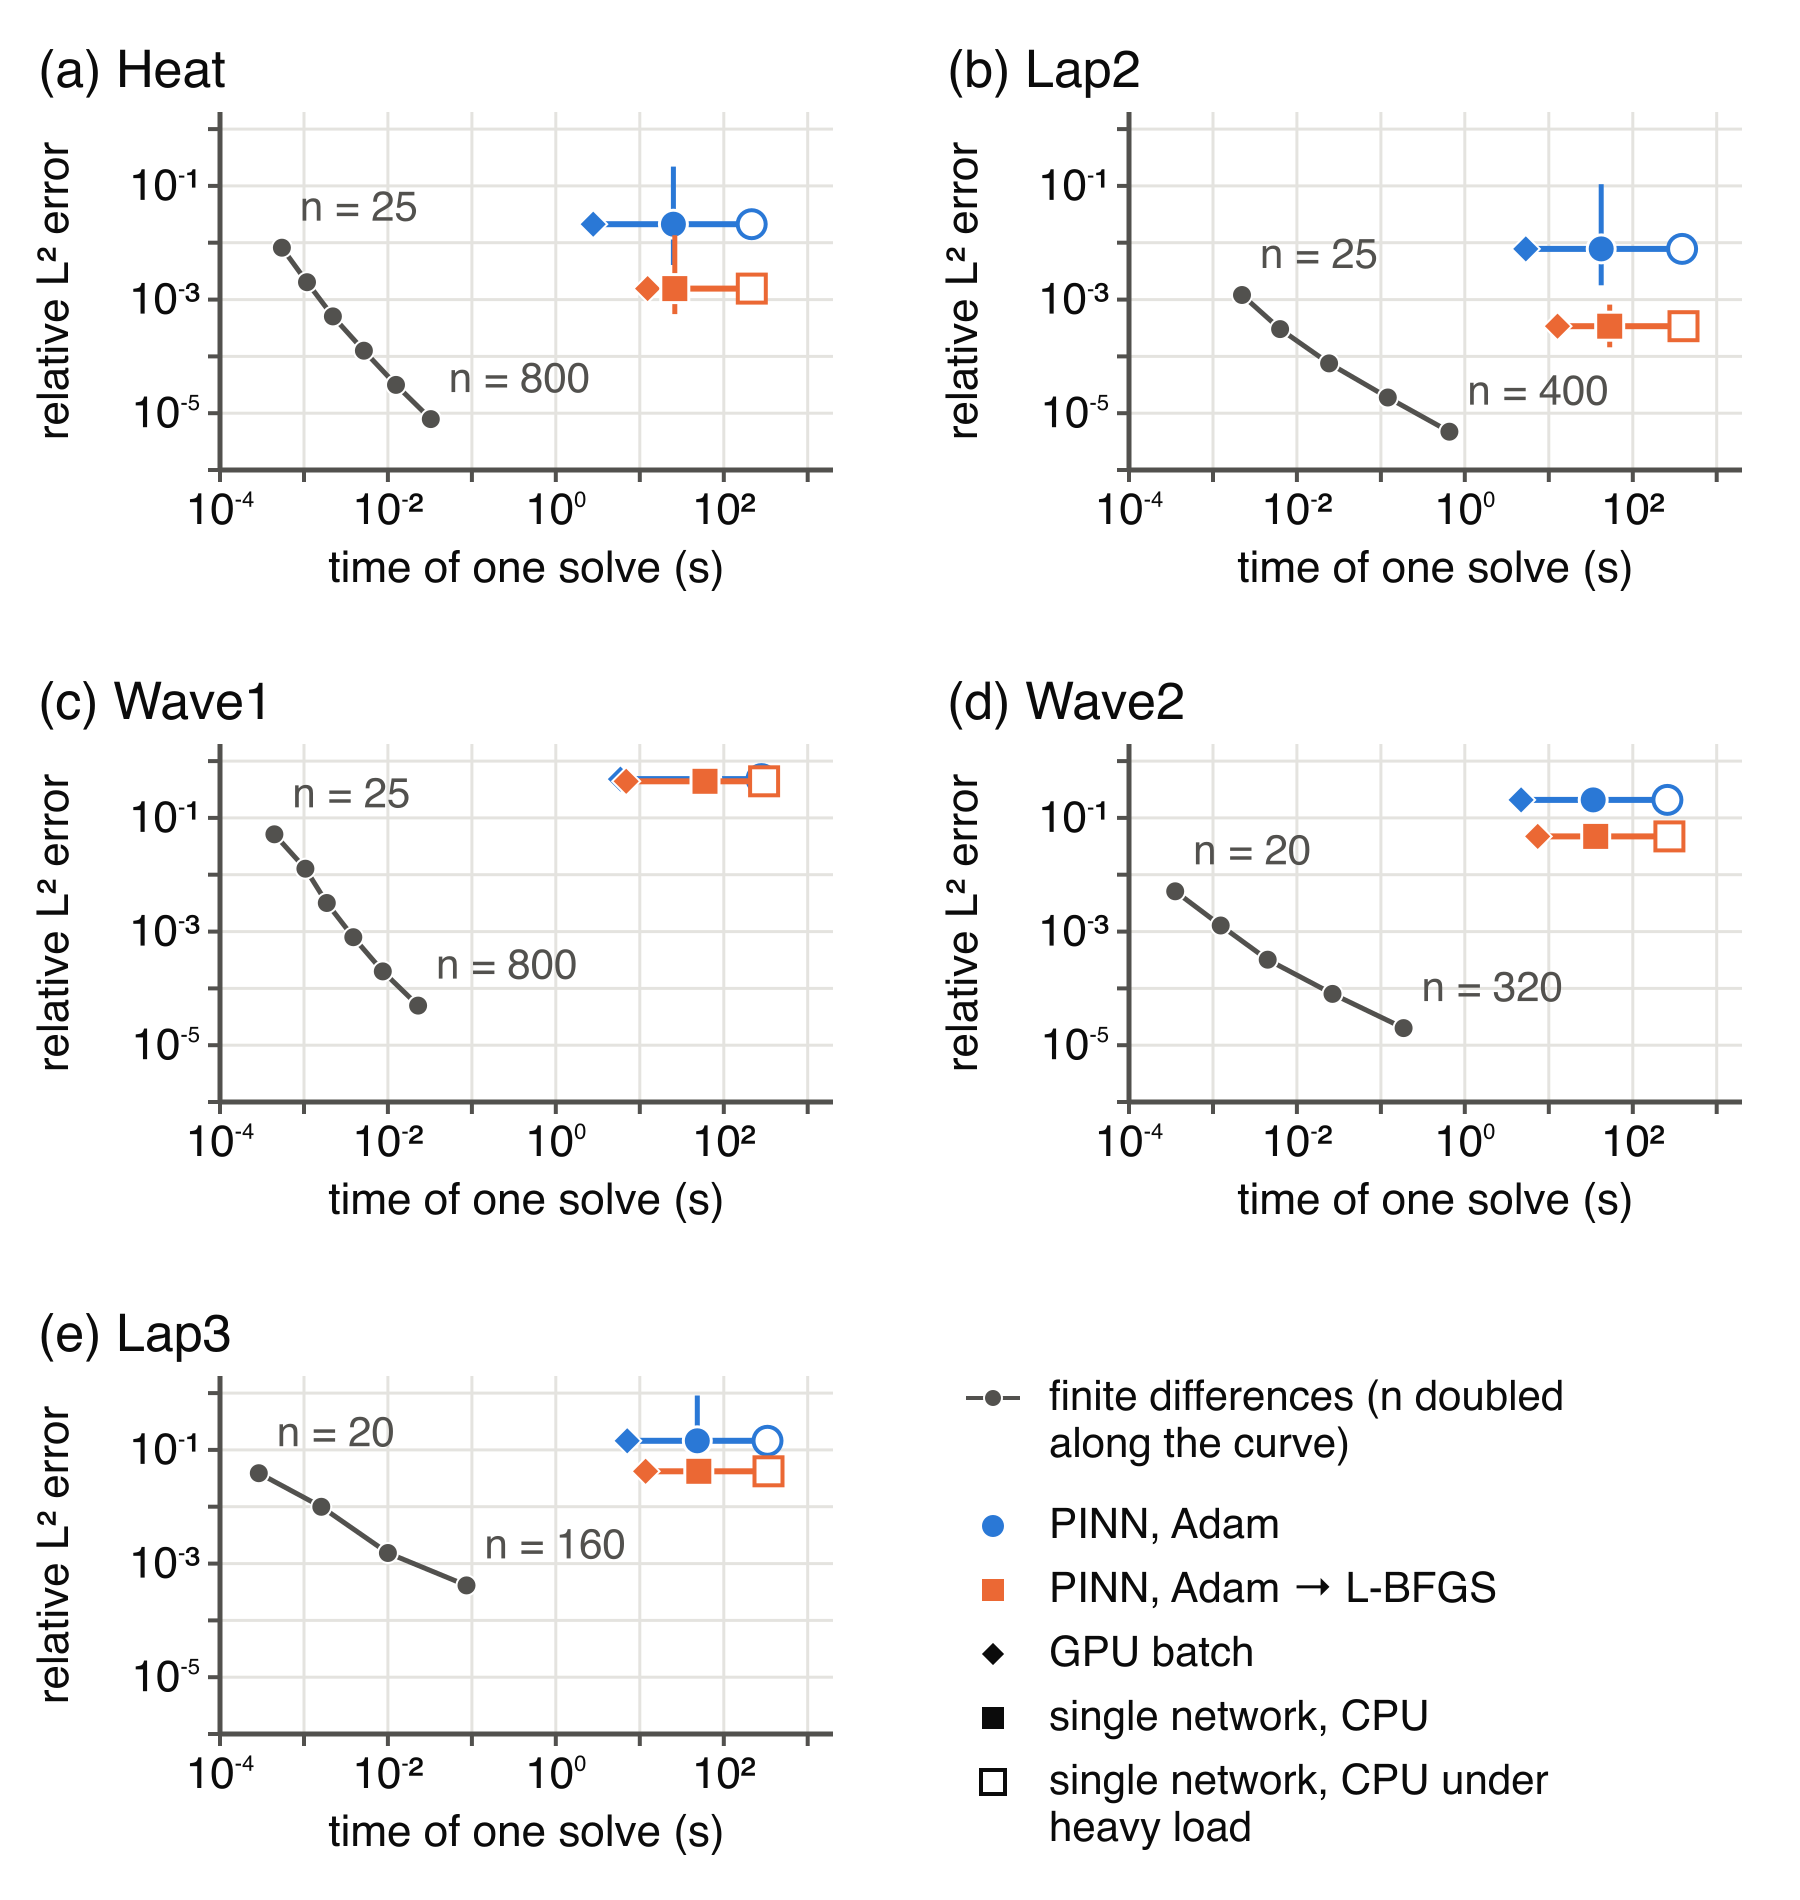 (a) Heat
relative L² error
10⁻¹
10⁻³
10⁻⁵
n = 25
n = 800
10⁻⁴ 10⁻² 10⁰ 10²
time of one solve (s)
(b) Lap2
relative L² error
10⁻¹
10⁻³
10⁻⁵
n = 25
n = 400
10⁻⁴ 10⁻² 10⁰ 10²
time of one solve (s)
(c) Wave1
relative L² error
10⁻¹
10⁻³
10⁻⁵
n = 25
n = 800
10⁻⁴ 10⁻² 10⁰ 10²
time of one solve (s)
(d) Wave2
relative L² error
10⁻¹
10⁻³
10⁻⁵
n = 20
n = 320
10⁻⁴ 10⁻² 10⁰ 10²
time of one solve (s)
(e) Lap3
relative L² error
10⁻¹
10⁻³
10⁻⁵
n = 20
n = 160
10⁻⁴ 10⁻² 10⁰ 10²
time of one solve (s)
finite differences (n doubled
along the curve)
PINN, Adam
PINN, Adam → L-BFGS
GPU batch
single network, CPU
single network, CPU under
heavy load